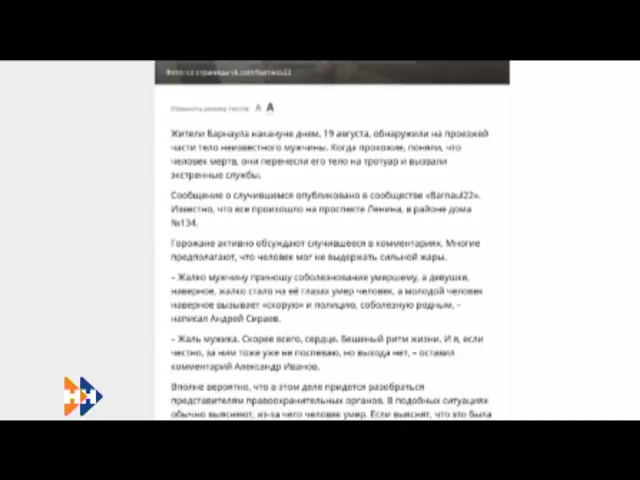 Фото: со страницы vk.com/barneos22
Изменить размер текста: A A
Жители Барнаула накануне днем, 19 августа, обнаружили на проезжей
части тело неизвестного мужчины. Когда прохожие, поняли, что
человек мертв, они перенесли его тело на тротуар и вызвали
экстренные службы.
Сообщение о случившемся опубликовано в сообществе «Barnaul22».
Известно, что все произошло на проспекте Ленина, в районе дома
№134.
Горожане активно обсуждают случившееся в комментариях. Многие
предполагают, что человек мог не выдержать сильной жары.
– Жалко мужчину приношу соболезнование умершему, а девушке,
наверное, жалко стало на её глазах умер человек, а молодой человек
наверное вызывает «скорую» и полицию, соболезную родным, –
написал Андрей Сираев.
– Жаль мужика. Скорее всего, сердце. Бешеный ритм жизни. И я, если
честно, за ним тоже уже не поспеваю, но выхода нет, – оставил
комментарий Александр Иванов.
Вполне вероятно, что в этом деле придется разобраться
представителям правоохранительных органов. В подобных ситуациях
обычно выясняют, из-за чего человек умер. Если выяснят, что это была
НН